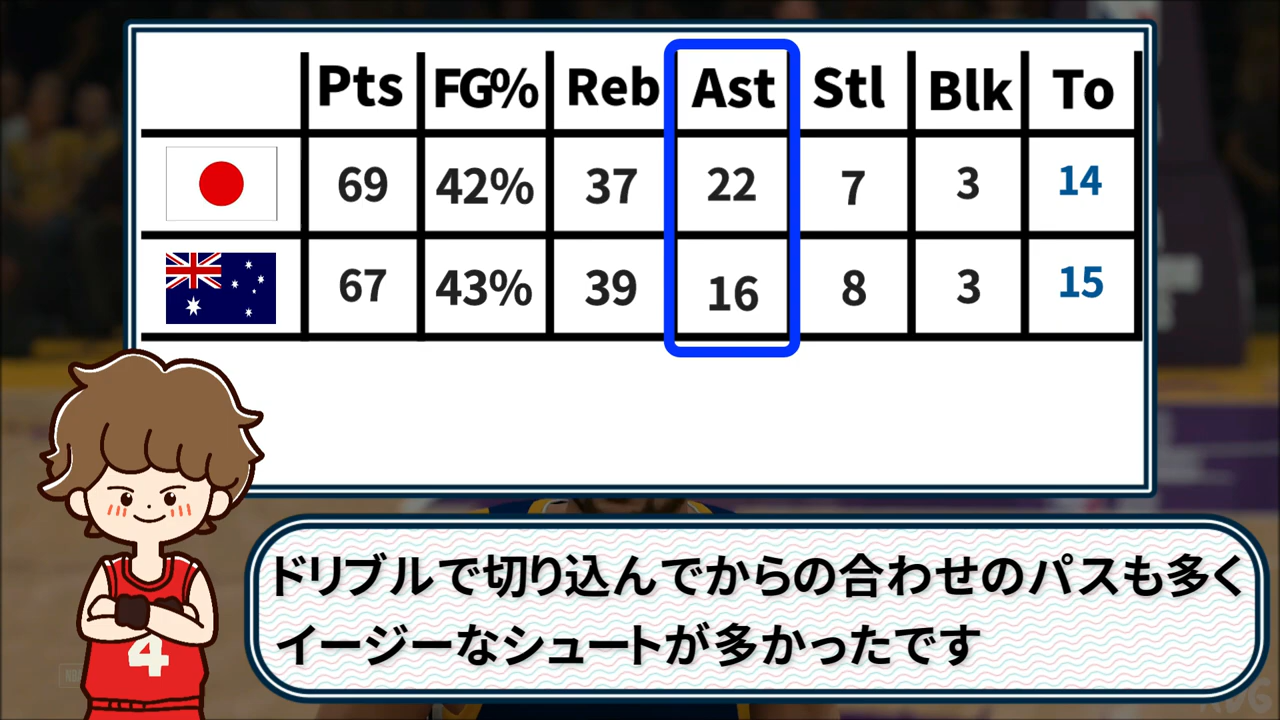 Pts FG% Reb Ast Stl Blk To
69 42% 37 22 7 3 14
67 43% 39 16 8 3 15
4
ドリブルで切り込んでからの合わせのパスも多く
イージーなシュートが多かったです